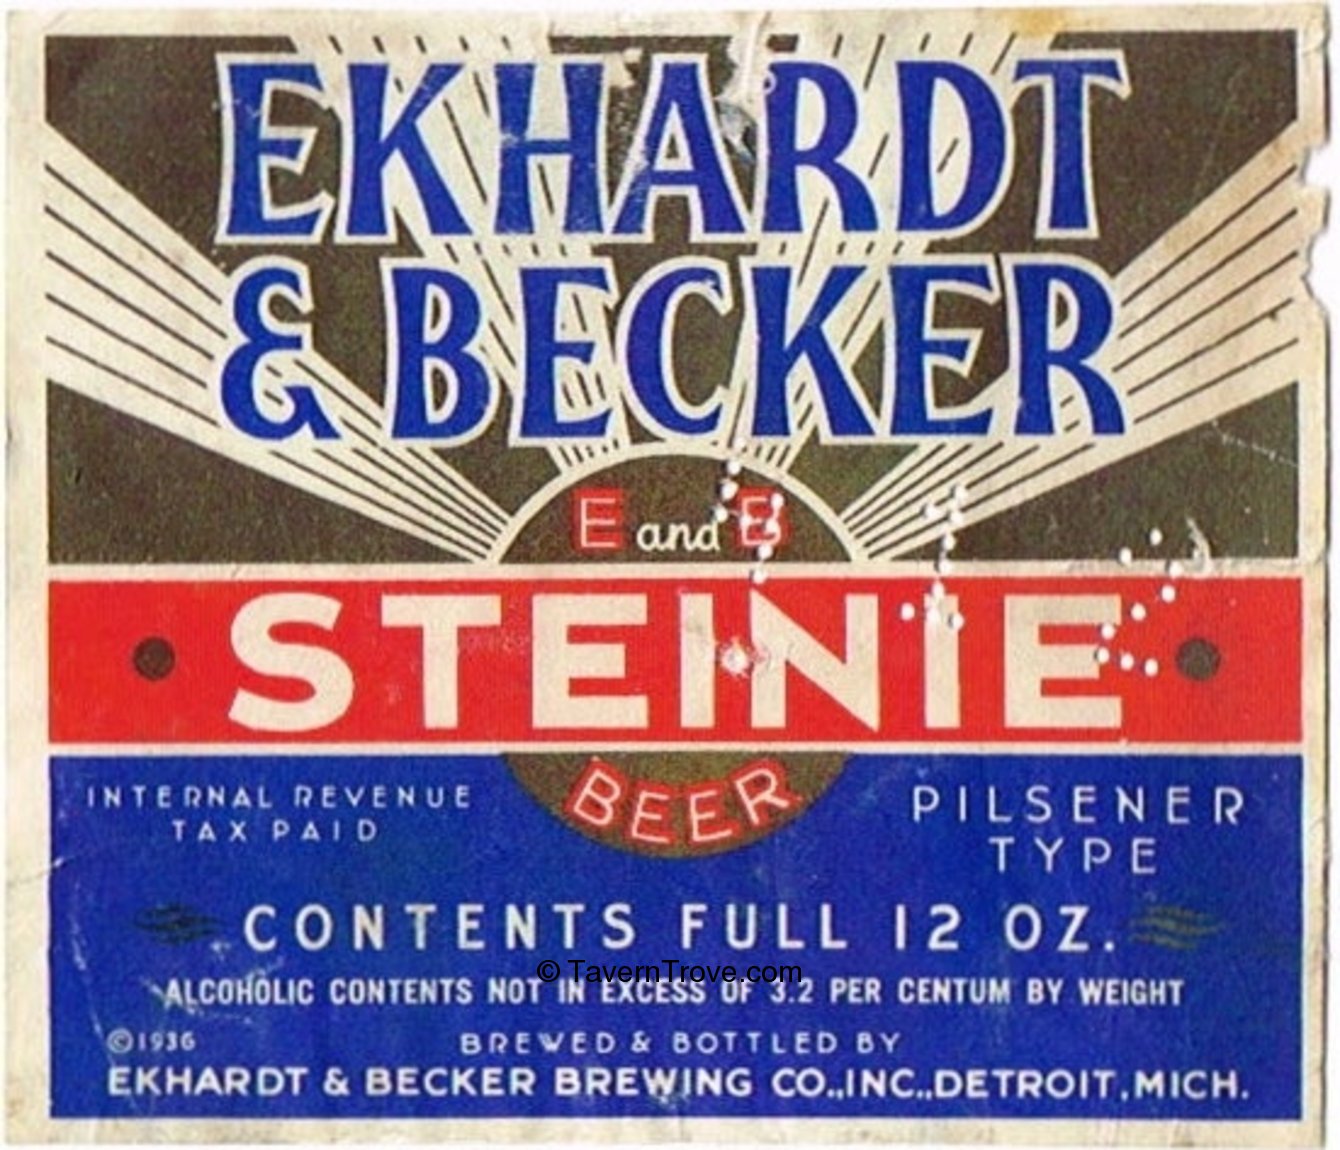 EKHARDT
& BECKER
E and B
STEINIE
BEER
INTERNAL REVENUE
TAX PAID
PILSENER
TYPE
CONTENTS FULL 12 OZ.
© TavernTrove.com
ALCOHOLIC CONTENTS NOT IN EXCESS OF 3.2 PER CENTUM BY WEIGHT
©1936
BREWED & BOTTLED BY
EKHARDT & BECKER BREWING CO.,INC.,DETROIT,MICH.